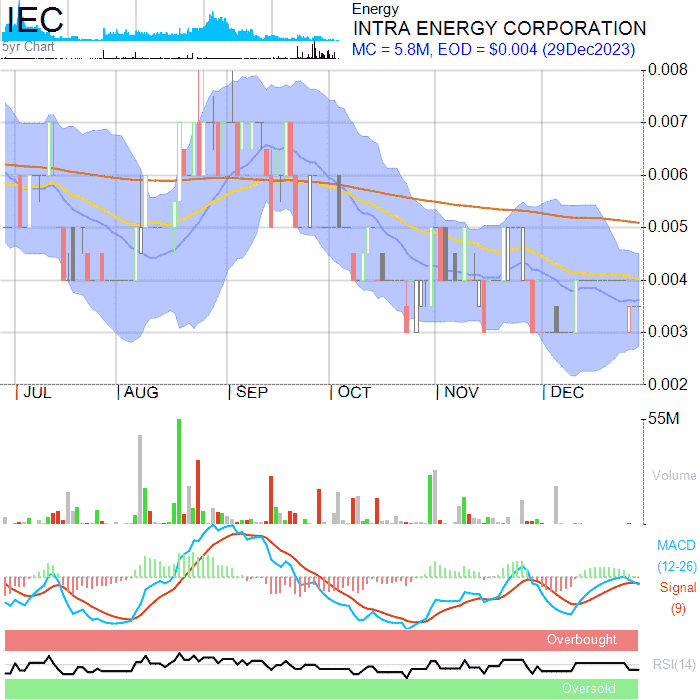 IEC
5yr Chart
Energy
INTRA ENERGY CORPORATION
MC = 5.8M, EOD = $0.004 (29Dec2023)
0.008
0.007
0.006
0.005
0.004
0.003
0.002
JUL
AUG
SEP
OCT
NOV
DEC
55M
Volume
MACD
(12-26)
Signal
(9)
Overbought
RSI(14)
Oversold